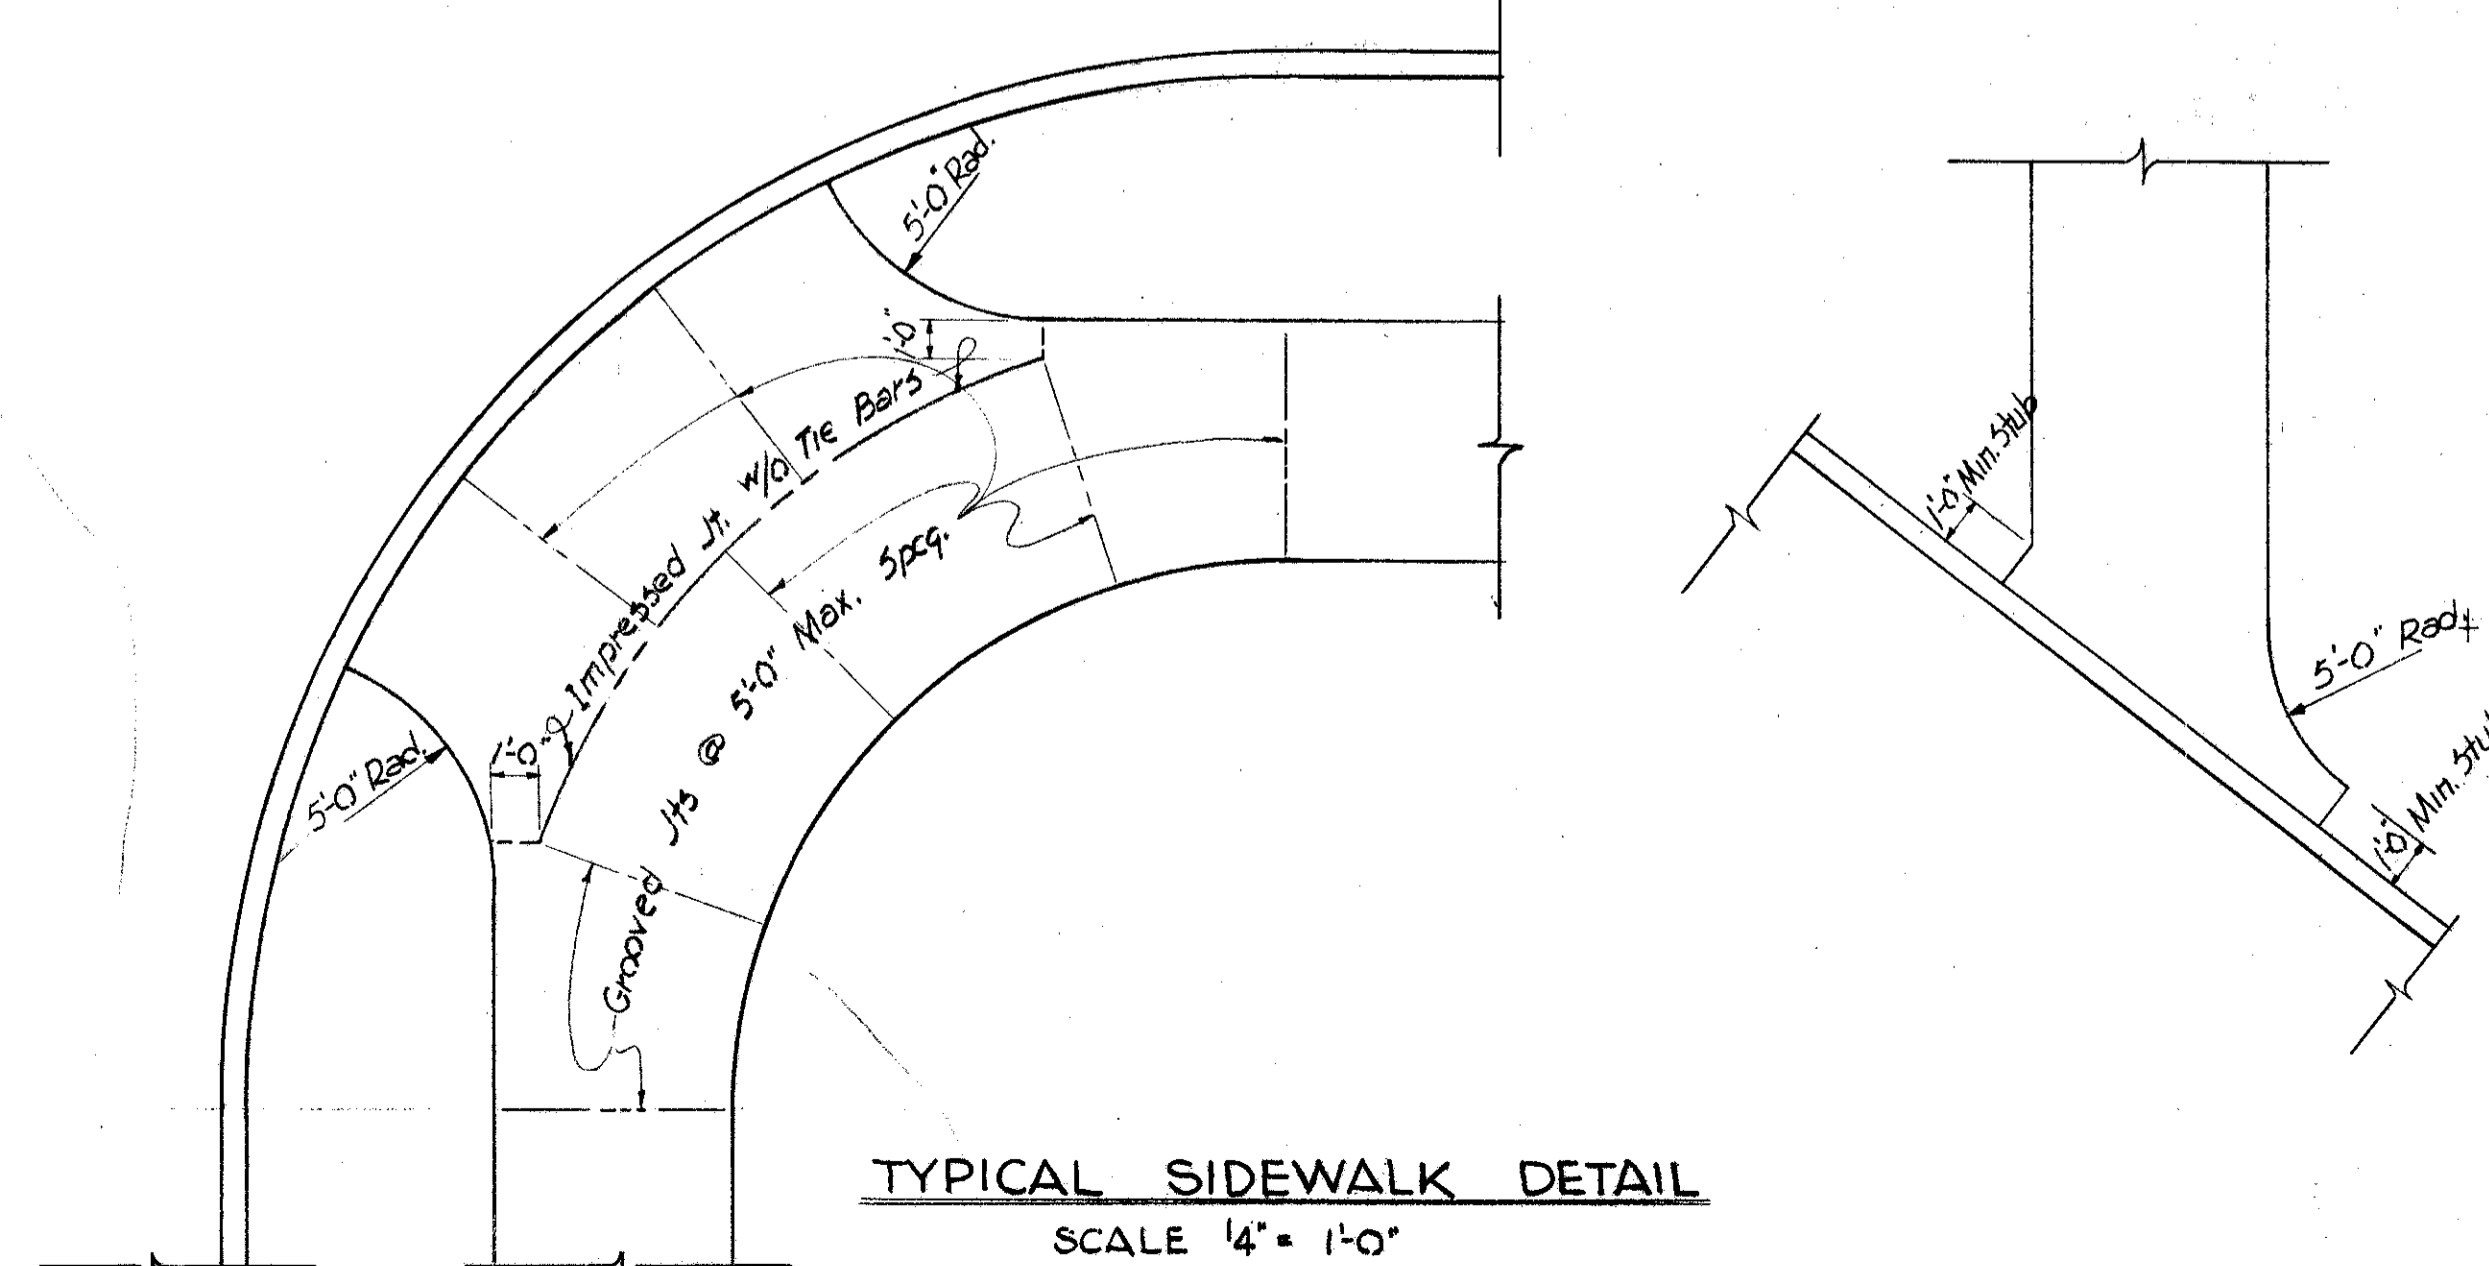 5'-0" Rad.
1'-0"
Impressed Jt. w/o Tie Bars
5'-0" Rad.
1'-0"
Grooved Jts @ 5'-0" Max. Spcg.
1'-0" Min. Stub
5'-0" Rad.
1'-0" Min.
TYPICAL SIDEWALK DETAIL
SCALE 1/4" = 1'-0"